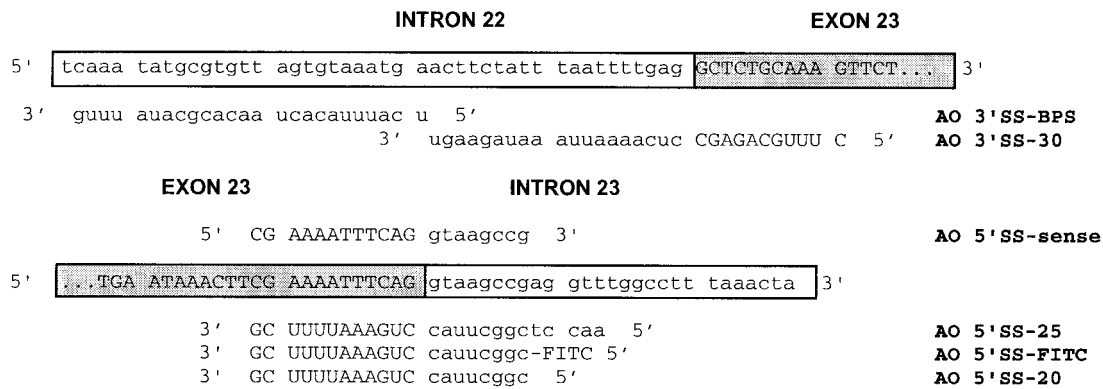 INTRON 22 EXON 23
5' tcaaa tatgcgtgtt agtgtaaatg aacttctatt taattttgag GCTCTGCAAA GTTCT... 3'
3' guuu auacgcacaa ucacauuuac u 5' AO 3'SS-BPS
3' ugaagauaa auuaaaacuc CGAGACGUUU C 5' AO 3'SS-30
EXON 23 INTRON 23
5' CG AAAATTTCAG gtaagccg 3' AO 5'SS-sense
5' ...TGA ATAAACTTCG AAAATTTCAG gtaagccgag gtttggcctt taaacta 3'
3' GC UUUUAAAGUC cauucggctc caa 5' AO 5'SS-25
3' GC UUUUAAAGUC cauucggc-FITC 5' AO 5'SS-FITC
3' GC UUUUAAAGUC cauucggc 5' AO 5'SS-20